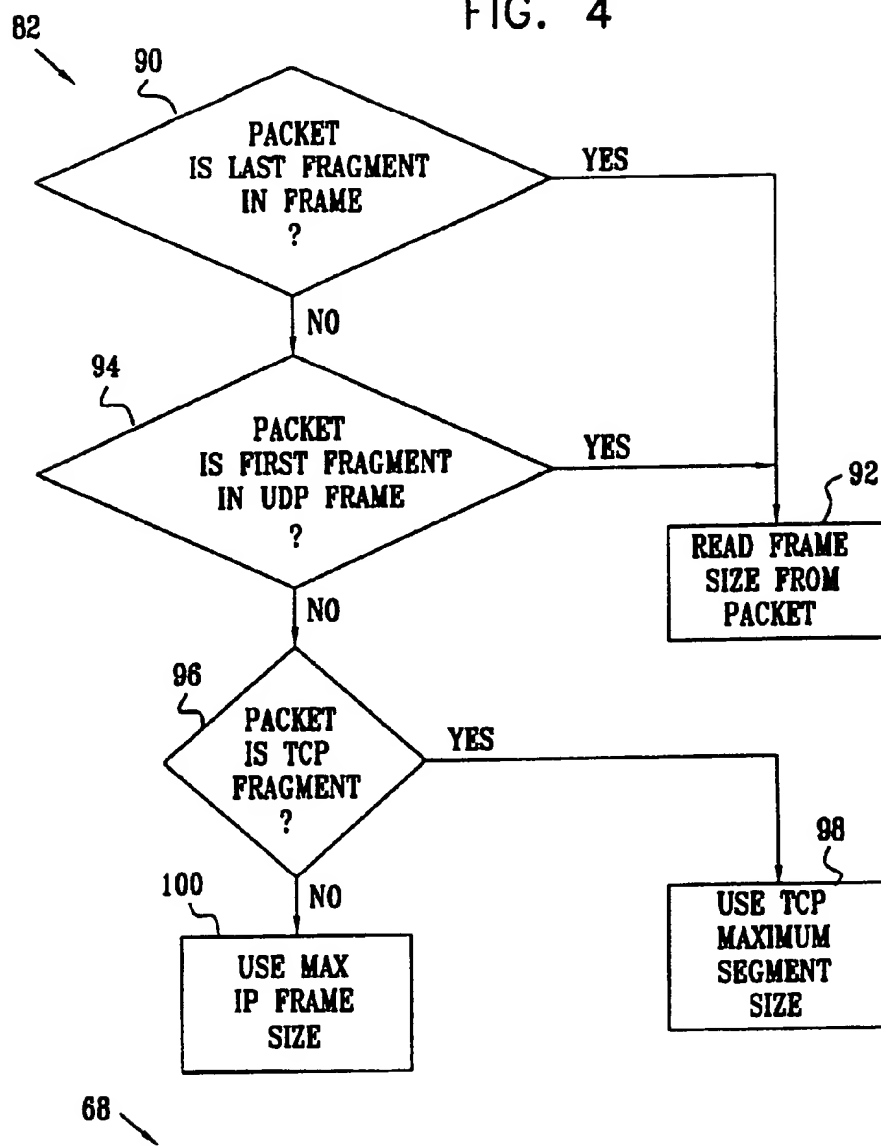 FIG. 4
82
90
PACKET
IS LAST FRAGMENT
IN FRAME
?
YES
NO
94
PACKET
IS FIRST FRAGMENT
IN UDP FRAME
?
YES
92
READ FRAME
SIZE FROM
PACKET
NO
96
PACKET
IS TCP
FRAGMENT
?
YES
98
USE TCP
MAXIMUM
SEGMENT
SIZE
NO
100
USE MAX
IP FRAME
SIZE
68